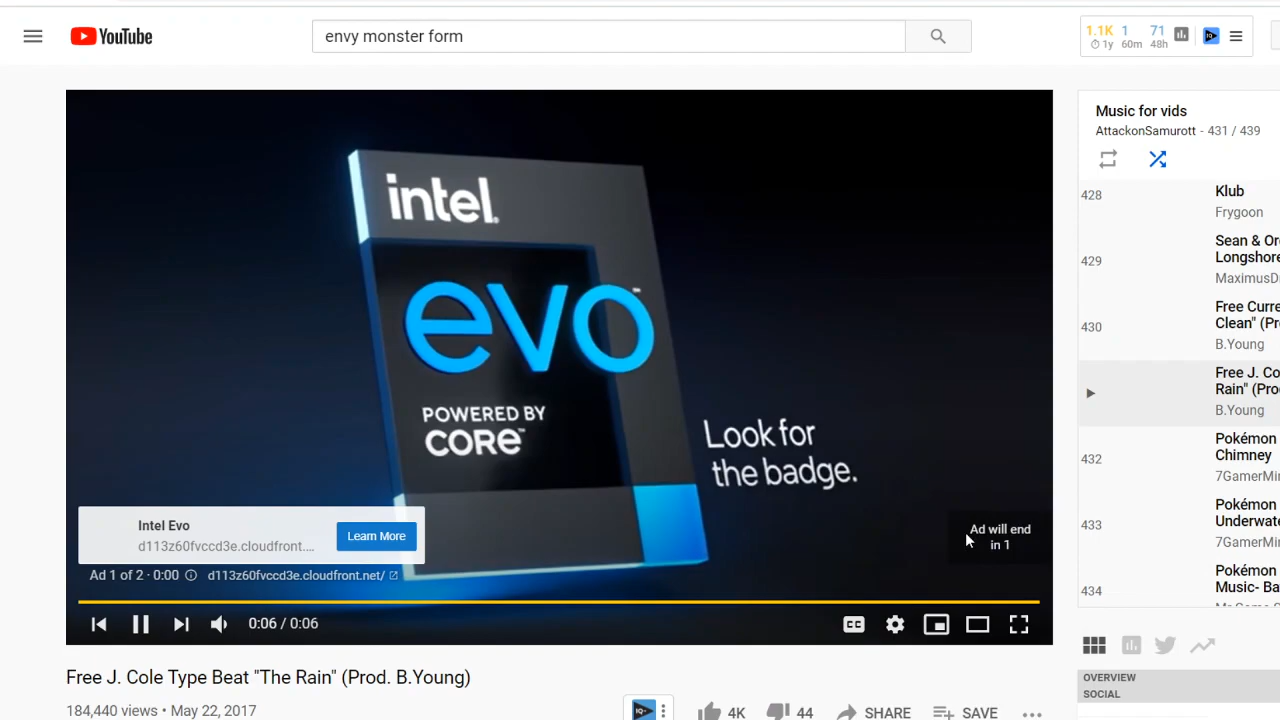 YouTube
envy monster form
1.1K 1 71
1y 60m 48h
intel.
evo™
POWERED BY
CORE™
Look for
the badge.
Intel Evo
d113z60fvccd3e.cloudfront....
Learn More
Ad will end
in 1
Ad 1 of 2 · 0:00 d113z60fvccd3e.cloudfront.net/
0:06 / 0:06
CC
Free J. Cole Type Beat "The Rain" (Prod. B.Young)
184,440 views • May 22, 2017
IQ
4K
44
SHARE
SAVE
Music for vids
AttackonSamurott - 431 / 439
428
Klub
Frygoon
429
Sean & Or
Longshore
MaximusD
430
Free Curre
Clean" (Pr
B.Young
Free J. Co
Rain" (Pro
B.Young
432
Pokémon
Chimney
7GamerMi
433
Pokémon
Underwate
7GamerMi
434
Pokémon
Music- Ba
OVERVIEW
SOCIAL